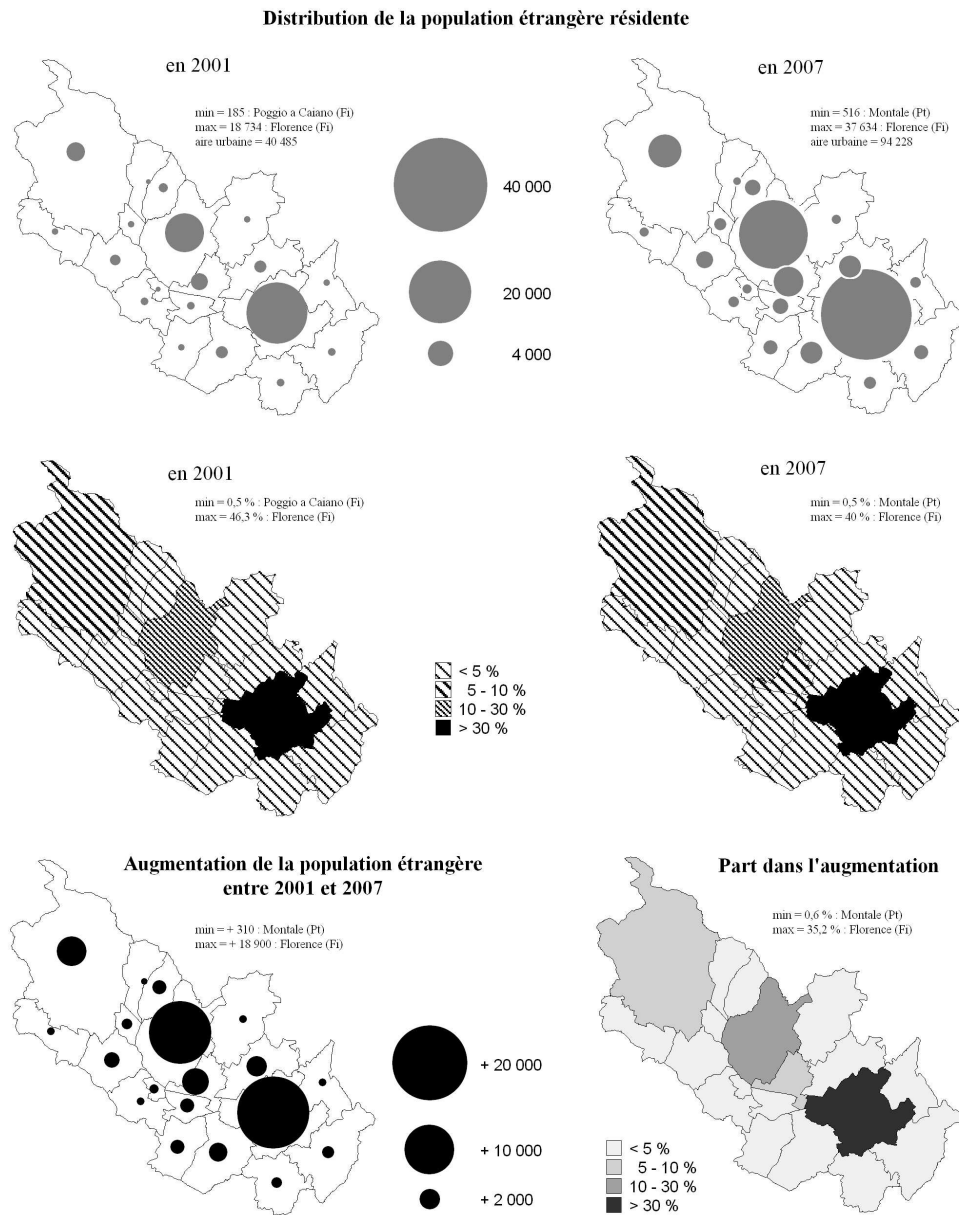 Distribution de la population étrangère résidente
en 2001
min = 185 : Poggio a Caiano (Fi)
max = 18 734 : Florence (Fi)
aire urbaine = 40 485
40 000
20 000
4 000
en 2007
min = 516 : Montale (Pt)
max = 37 634 : Florence (Fi)
aire urbaine = 94 228
en 2001
min = 0,5 % : Poggio a Caiano (Fi)
max = 46,3 % : Florence (Fi)
< 5 %
5 - 10 %
10 - 30 %
> 30 %
en 2007
min = 0,5 % : Montale (Pt)
max = 40 % : Florence (Fi)
Augmentation de la population étrangère
entre 2001 et 2007
min = + 310 : Montale (Pt)
max = + 18 900 : Florence (Fi)
+ 20 000
+ 10 000
+ 2 000
Part dans l'augmentation
min = 0,6 % : Montale (Pt)
max = 35,2 % : Florence (Fi)
< 5 %
5 - 10 %
10 - 30 %
> 30 %